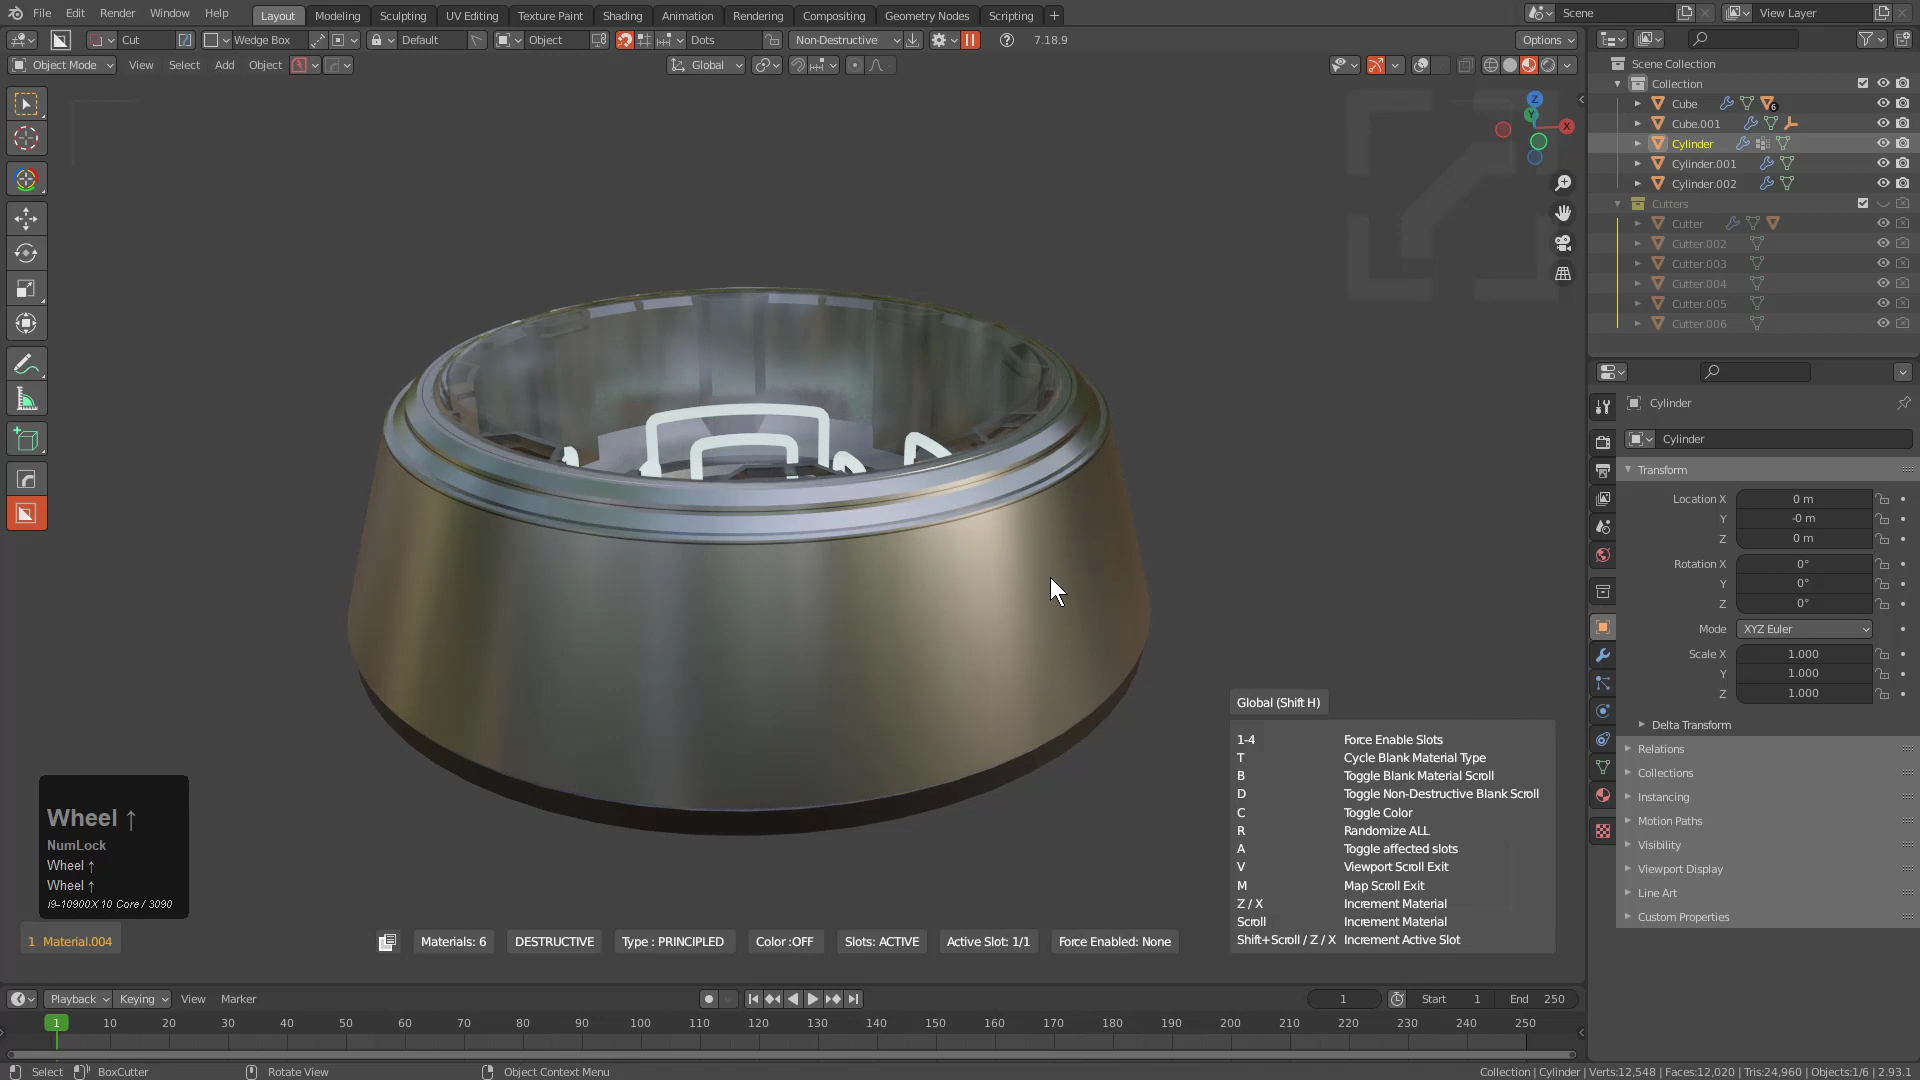 File Edit Render Window Help Layout Modeling Sculpting UV Editing Texture Paint Shading Animation Rendering Compositing Geometry Nodes Scripting + Scene View Layer
Cut Wedge Box Default Object Dots Non-Destructive 7.18.9 Options
Object Mode View Select Add Object Global
Scene Collection
Collection
Cube 6
Cube.001
Cylinder
Cylinder.001
Cylinder.002
Cutters
Cutter
Cutter.002
Cutter.003
Cutter.004
Cutter.005
Cutter.006
Z
Y
X
Cylinder
Cylinder
Transform
Location X 0 m
Y -0 m
Z 0 m
Rotation X 0°
Y 0°
Z 0°
Mode XYZ Euler
Scale X 1.000
Y 1.000
Z 1.000
Delta Transform
Relations
Collections
Instancing
Motion Paths
Visibility
Viewport Display
Line Art
Custom Properties
Global (Shift H)
1-4 Force Enable Slots
T Cycle Blank Material Type
B Toggle Blank Material Scroll
D Toggle Non-Destructive Blank Scroll
C Toggle Color
R Randomize ALL
A Toggle affected slots
V Viewport Scroll Exit
M Map Scroll Exit
Z / X Increment Material
Scroll Increment Material
Shift+Scroll / Z / X Increment Active Slot
Wheel ↑
NumLock
Wheel ↑
Wheel ↑
i9-10900X 10 Core / 3090
1 Material.004 Materials: 6 DESTRUCTIVE Type : PRINCIPLED Color :OFF Slots: ACTIVE Active Slot: 1/1 Force Enabled: None
Playback Keying View Marker 1 Start 1 End 250
1 10 20 30 40 50 60 70 80 90 100 110 120 130 140 150 160 170 180 190 200 210 220 230 240 250
Select BoxCutter Rotate View Object Context Menu Collection | Cylinder | Verts:12,548 | Faces:12,020 | Tris:24,960 | Objects:1/6 | 2.93.1